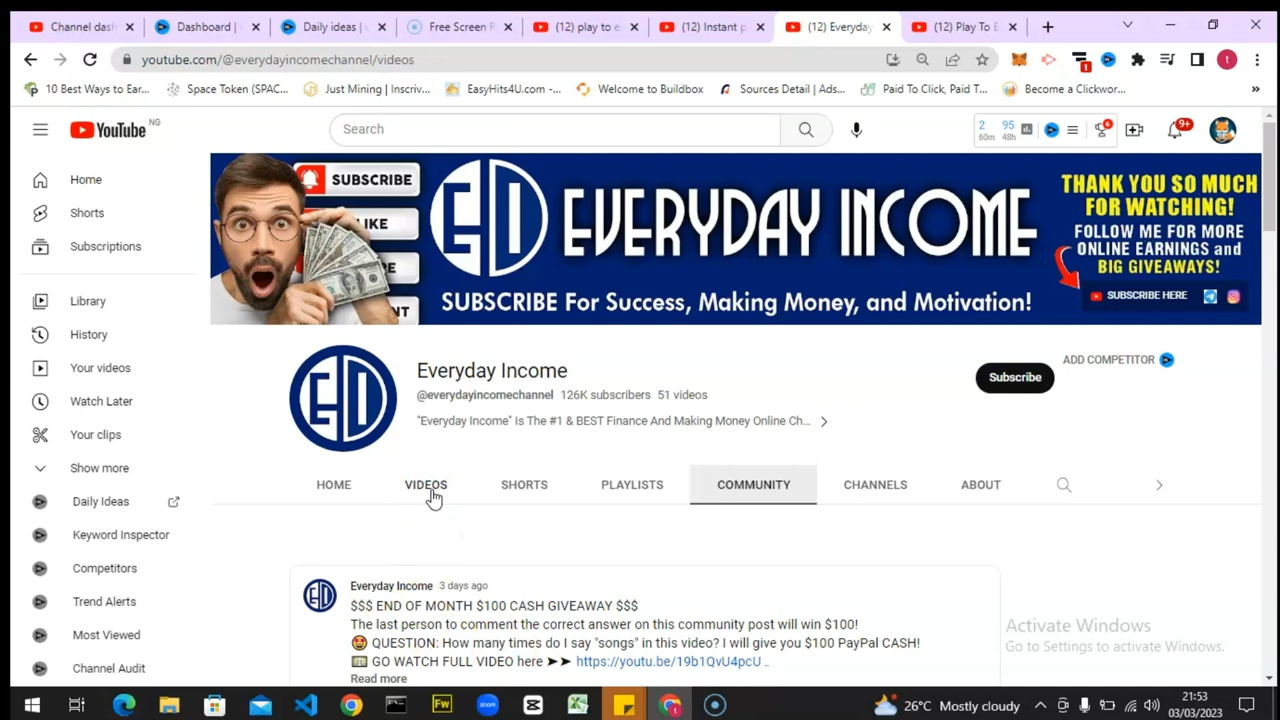 Channel dash
Dashboard |
Daily ideas |
Free Screen R
(12) play to e
(12) Instant p
(12) Everyday
(12) Play To E
youtube.com/@everydayincomechannel/videos
1
10 Best Ways to Ear...
Space Token (SPAC...
Just Mining | Inscriv...
EasyHits4U.com -...
Welcome to Buildbox
Sources Detail | Ads...
Paid To Click, Paid T...
Become a Clickwor...
»
YouTube NG
Search
2 95
60m 48h
6
9+
Home
Shorts
Subscriptions
Library
History
Your videos
Watch Later
Your clips
Show more
Daily Ideas
Keyword Inspector
Competitors
Trend Alerts
Most Viewed
Channel Audit
SUBSCRIBE
LIKE
EVERYDAY INCOME
SUBSCRIBE For Success, Making Money, and Motivation!
THANK YOU SO MUCH
FOR WATCHING!
FOLLOW ME FOR MORE
ONLINE EARNINGS and
BIG GIVEAWAYS!
SUBSCRIBE HERE
Everyday Income
@everydayincomechannel 126K subscribers 51 videos
"Everyday Income" Is The #1 & BEST Finance And Making Money Online Ch...
Subscribe
ADD COMPETITOR
HOME VIDEOS SHORTS PLAYLISTS COMMUNITY CHANNELS ABOUT
Everyday Income 3 days ago
$$$ END OF MONTH $100 CASH GIVEAWAY $$$
The last person to comment the correct answer on this community post will win $100!
🤩 QUESTION: How many times do I say "songs" in this video? I will give you $100 PayPal CASH!
💵 GO WATCH FULL VIDEO here ➤➤ https://youtu.be/19b1QvU4pcU ..
Read more
Activate Windows
Go to Settings to activate Windows.
Fw
zoom
26°C Mostly cloudy
21:53
03/03/2023